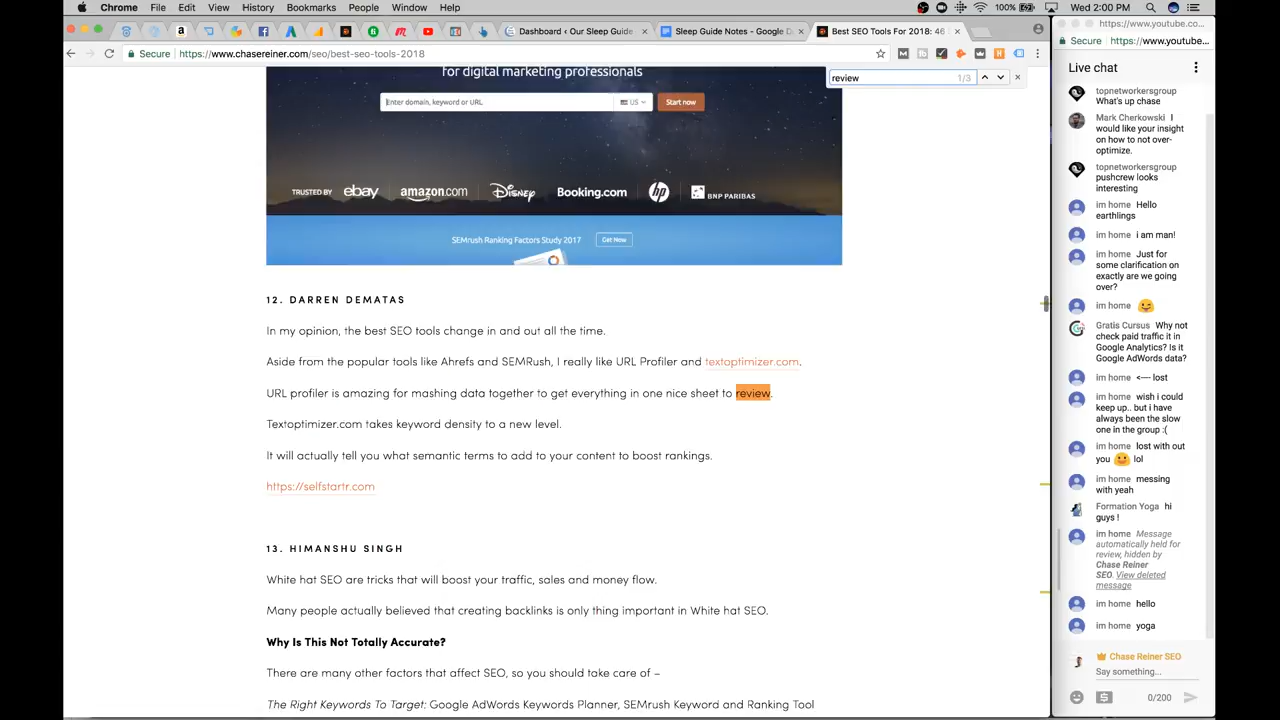 Chrome File Edit View History Bookmarks People Window Help
100% Wed 2:00 PM
Dashboard ‹ Our Sleep Guide
Sleep Guide Notes - Google D
Best SEO Tools For 2018: 46
Secure
https://www.chasereiner.com/seo/best-seo-tools-2018
review 1/3
for digital marketing professionals
Enter domain, keyword or URL US Start now
TRUSTED BY ebay amazon.com Disney Booking.com hp BNP PARIBAS
SEMrush Ranking Factors Study 2017 Get Now
12. DARREN DEMATAS
In my opinion, the best SEO tools change in and out all the time.
Aside from the popular tools like Ahrefs and SEMRush, I really like URL Profiler and textoptimizer.com.
URL profiler is amazing for mashing data together to get everything in one nice sheet to review.
Textoptimizer.com takes keyword density to a new level.
It will actually tell you what semantic terms to add to your content to boost rankings.
https://selfstartr.com
13. HIMANSHU SINGH
White hat SEO are tricks that will boost your traffic, sales and money flow.
Many people actually believed that creating backlinks is only thing important in White hat SEO.
Why Is This Not Totally Accurate?
There are many other factors that affect SEO, so you should take care of –
The Right Keywords To Target: Google AdWords Keywords Planner, SEMrush Keyword and Ranking Tool
https://www.youtube.co...
Secure https://www.youtube...
Live chat
topnetworkersgroup
What's up chase
Mark Cherkowski I
would like your insight
on how to not over-
optimize.
topnetworkersgroup
pushcrew looks
interesting
im home Hello
earthlings
im home i am man!
im home Just for
some clarification on
exactly are we going
over?
im home
Gratis Cursus Why not
check paid traffic it in
Google Analytics? Is it
Google AdWords data?
im home <---- lost
im home wish i could
keep up.. but i have
always been the slow
one in the group :(
im home lost with out
you lol
im home messing
with yeah
Formation Yoga hi
guys !
im home Message
automatically held for
review, hidden by
Chase Reiner
SEO. View deleted
message
im home hello
im home yoga
Chase Reiner SEO
Say something...
0/200